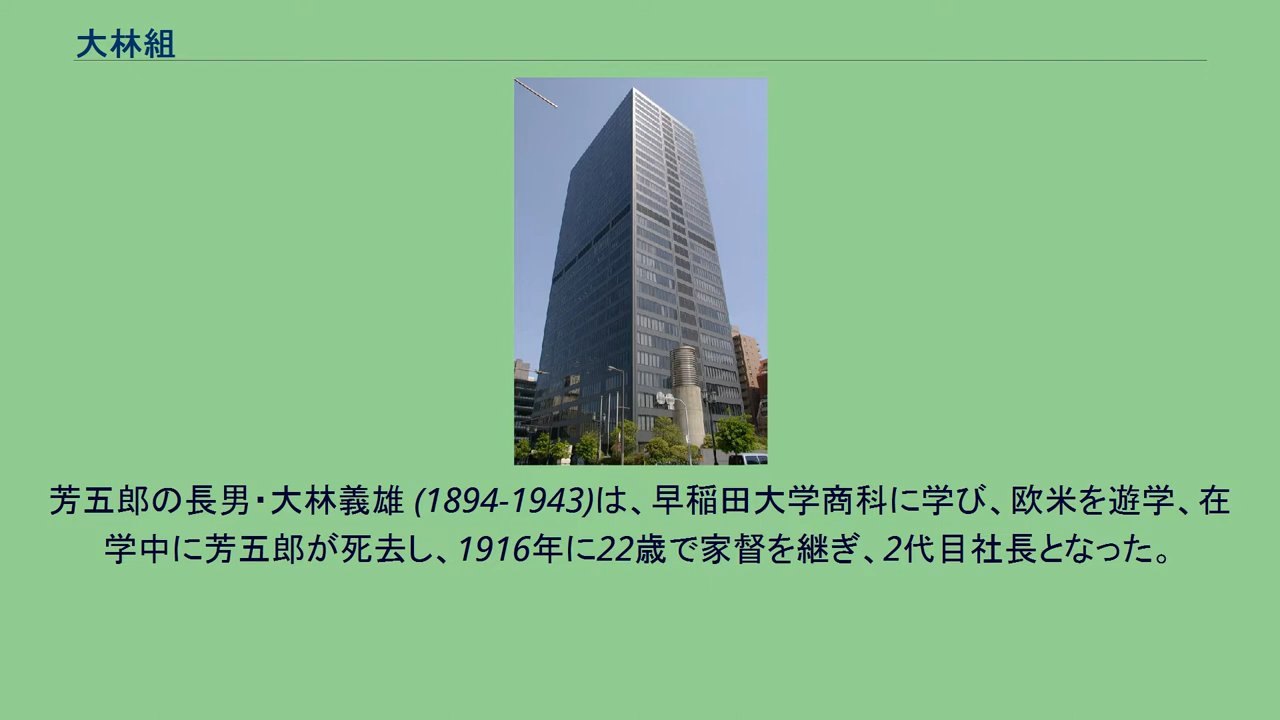 大林組
芳五郎の長男・大林義雄 (1894-1943)は、早稲田大学商科に学び、欧米を遊学、在
学中に芳五郎が死去し、1916年に22歳で家督を継ぎ、2代目社長となった。